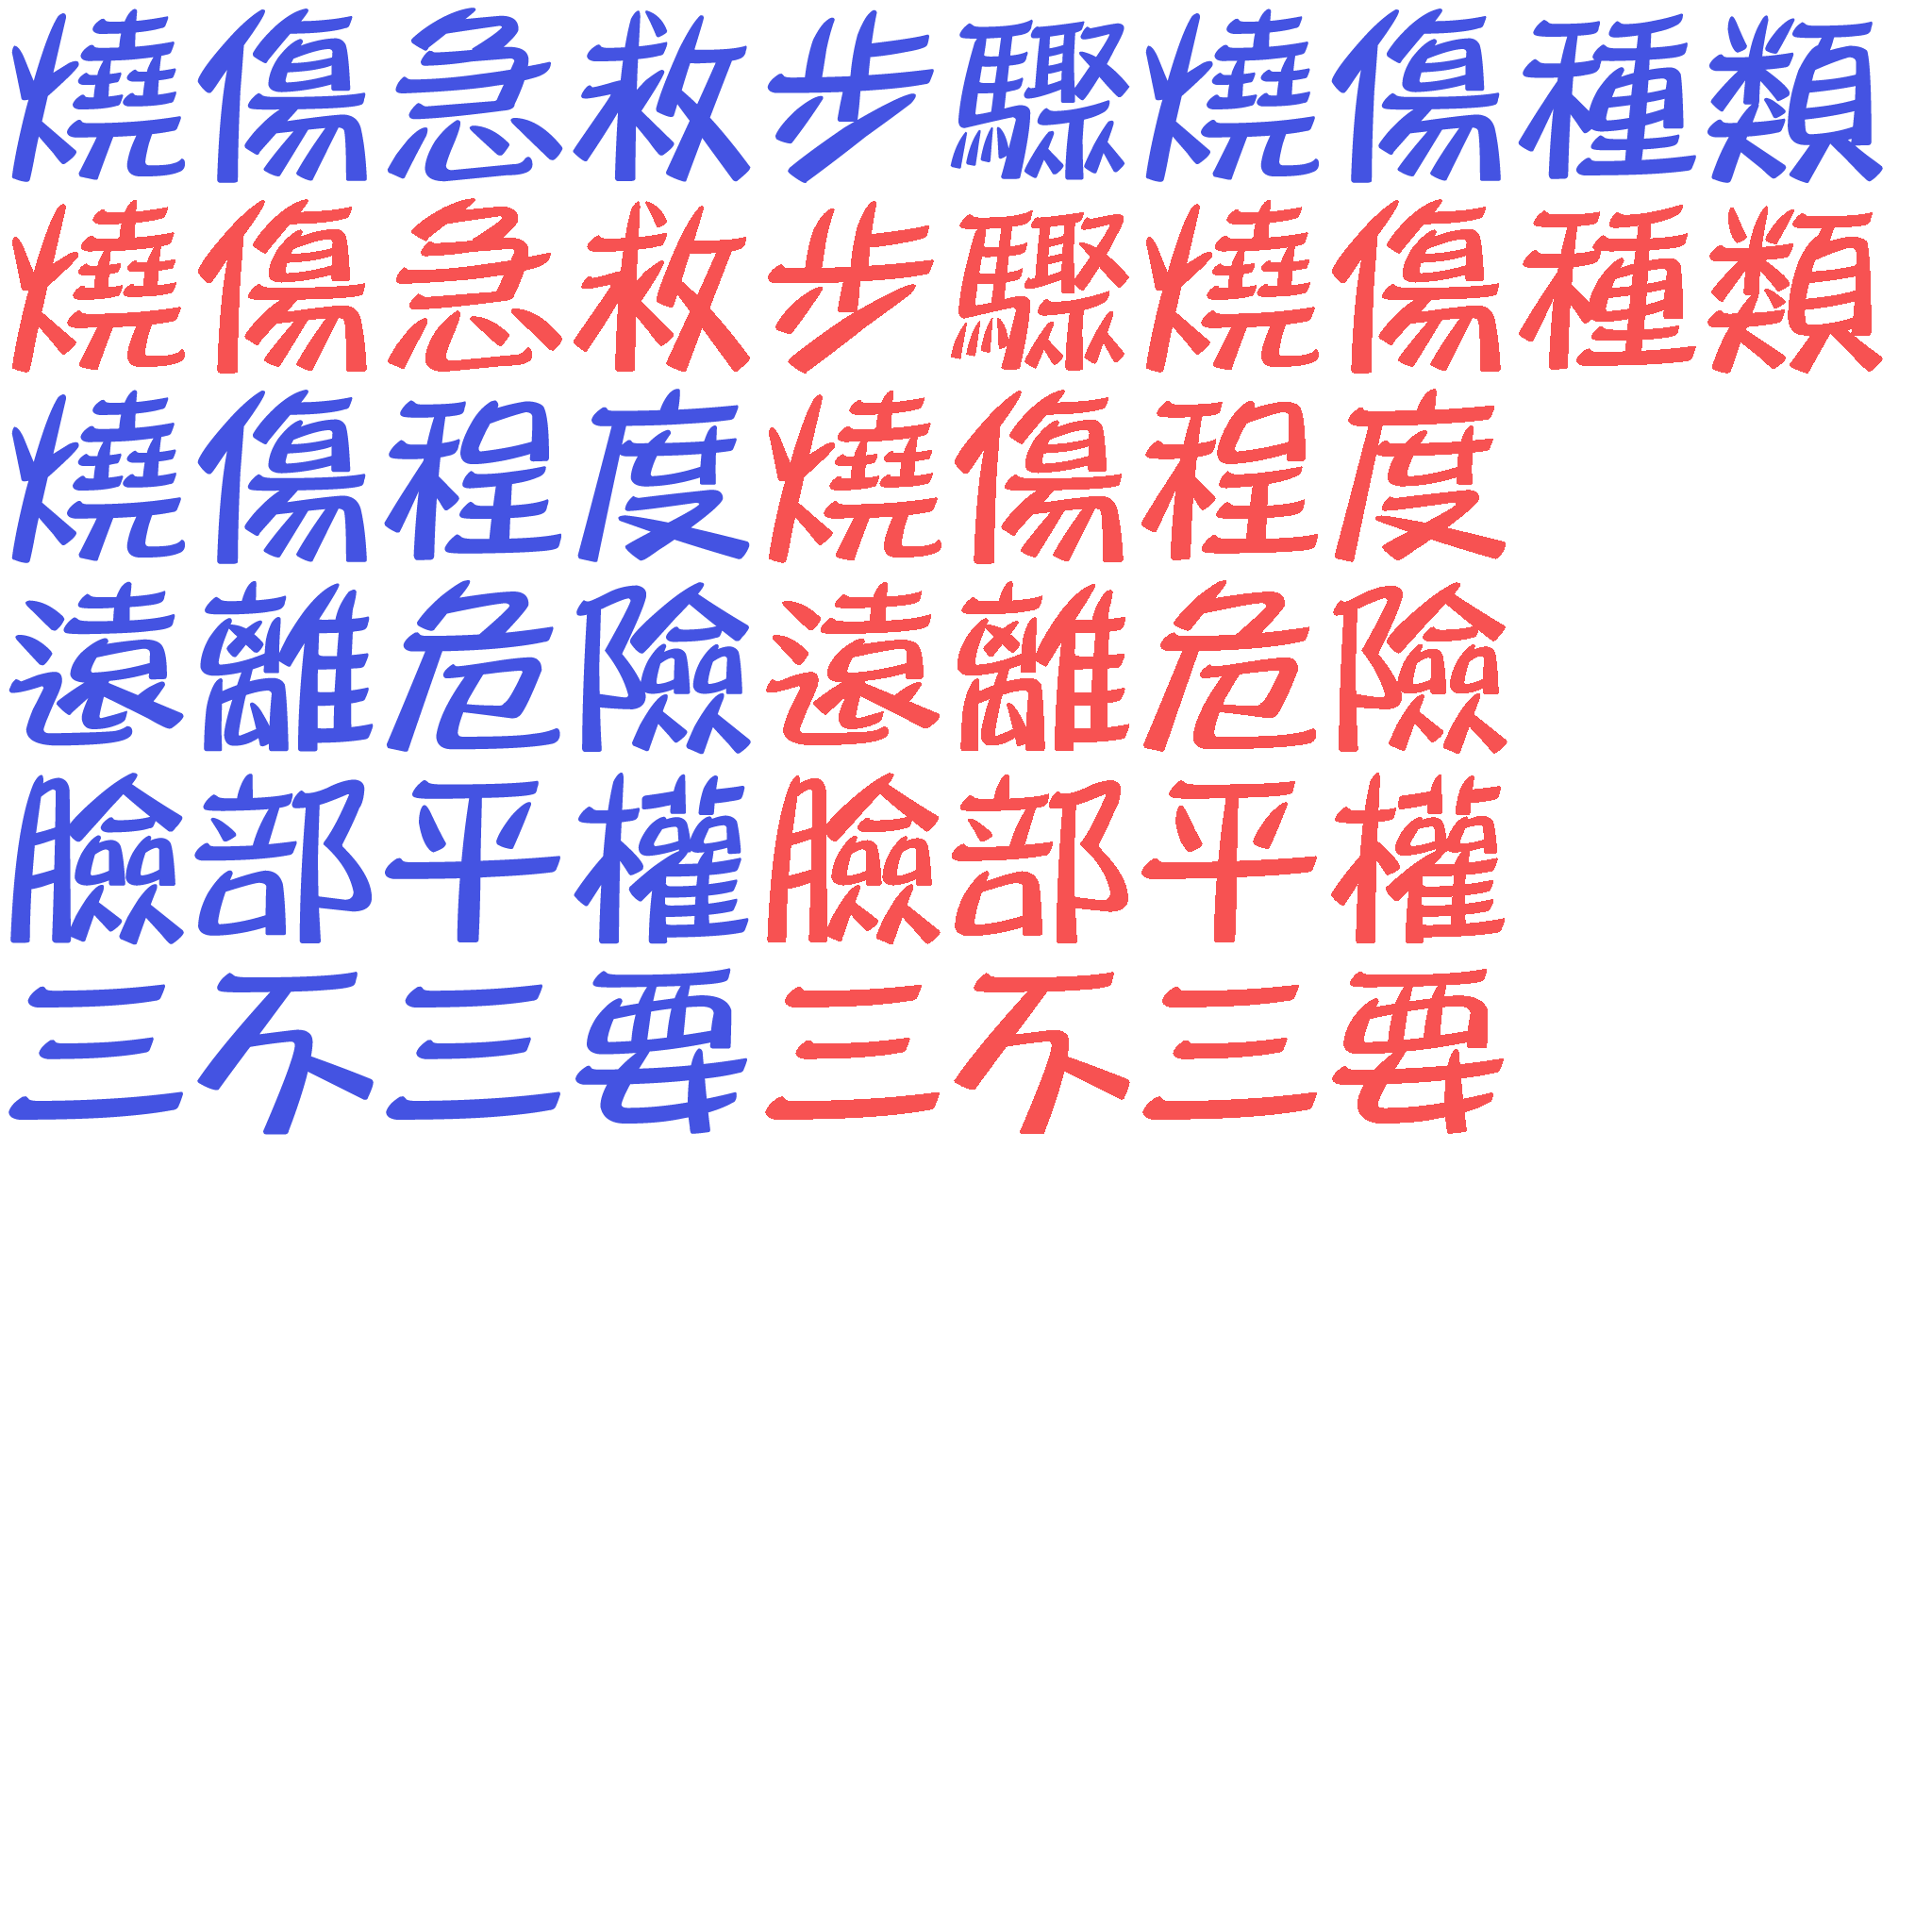 燒傷急救步驟燒傷種類
燒傷急救步驟燒傷種類
燒傷程度燒傷程度
遠離危險遠離危險
臉部平權臉部平權
三不三要三不三要